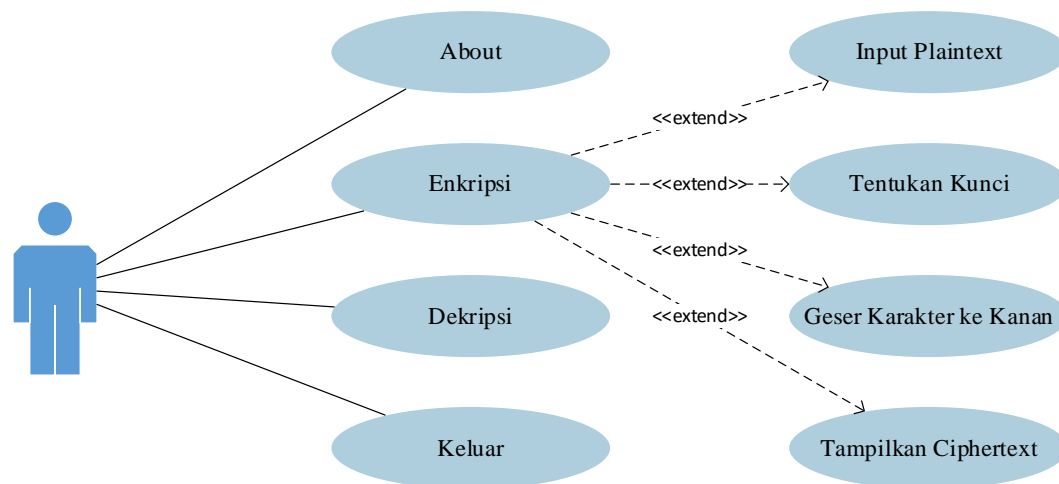 About
Input Plaintext
<<extend>>
Enkripsi
<<extend>>
Tentukan Kunci
<<extend>>
Dekripsi
<<extend>>
Geser Karakter ke Kanan
Keluar
Tampilkan Ciphertext